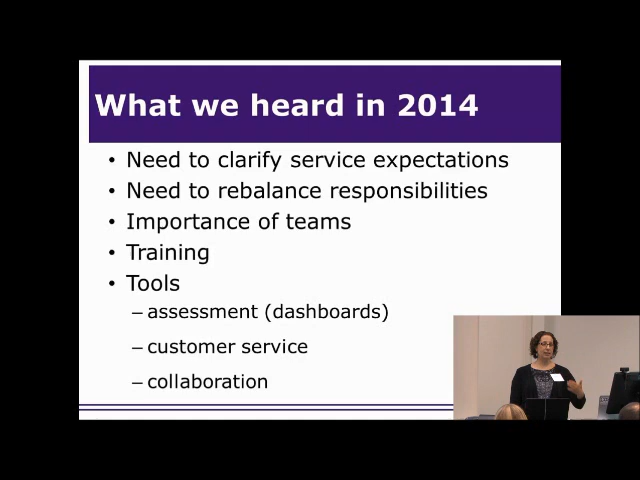 What we heard in 2014
• Need to clarify service expectations
• Need to rebalance responsibilities
• Importance of teams
• Training
• Tools
– assessment (dashboards)
– customer service
– collaboration